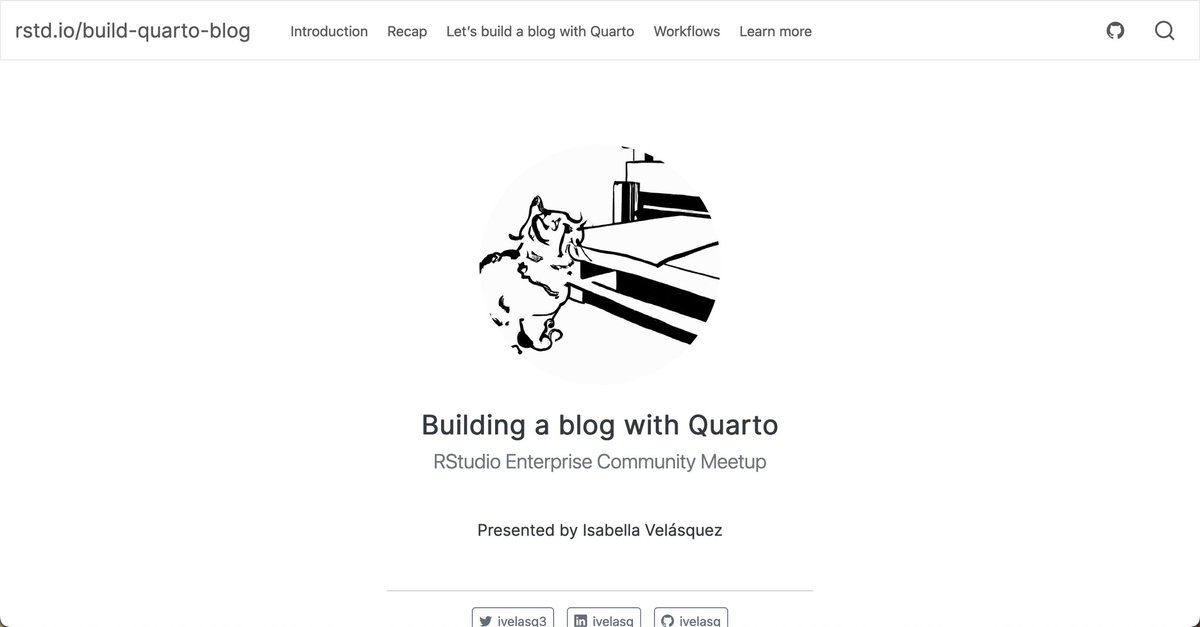 rstd.io/build-quarto-blog Introduction Recap Let’s build a blog with Quarto Workflows Learn more
Building a blog with Quarto
RStudio Enterprise Community Meetup
Presented by Isabella Velásquez
ivelasq3 ivelasq ivelasq